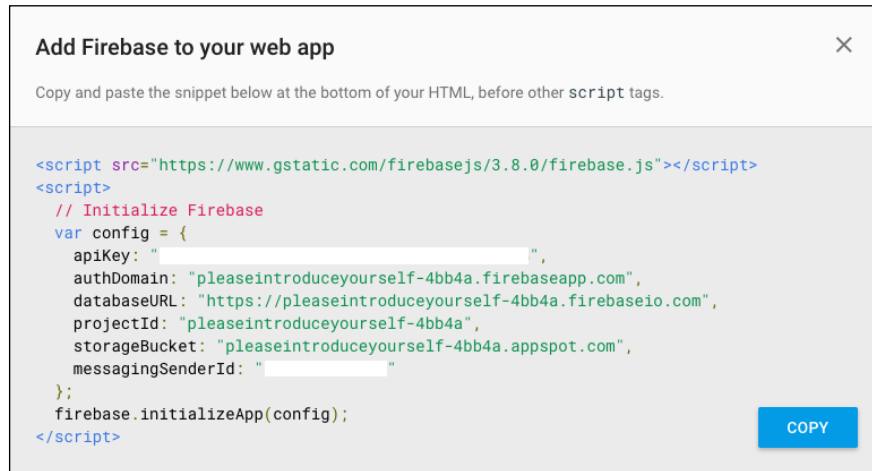 Add Firebase to your web app
Copy and paste the snippet below at the bottom of your HTML, before other script tags.
<script src="https://www.gstatic.com/firebasejs/3.8.0/firebase.js"></script>
<script>
  // Initialize Firebase
  var config = {
    apiKey: "",
    authDomain: "pleaseintroduceyourself-4bb4a.firebaseapp.com",
    databaseURL: "https://pleaseintroduceyourself-4bb4a.firebaseio.com",
    projectId: "pleaseintroduceyourself-4bb4a",
    storageBucket: "pleaseintroduceyourself-4bb4a.appspot.com",
    messagingSenderId: ""
  };
  firebase.initializeApp(config);
</script>
COPY